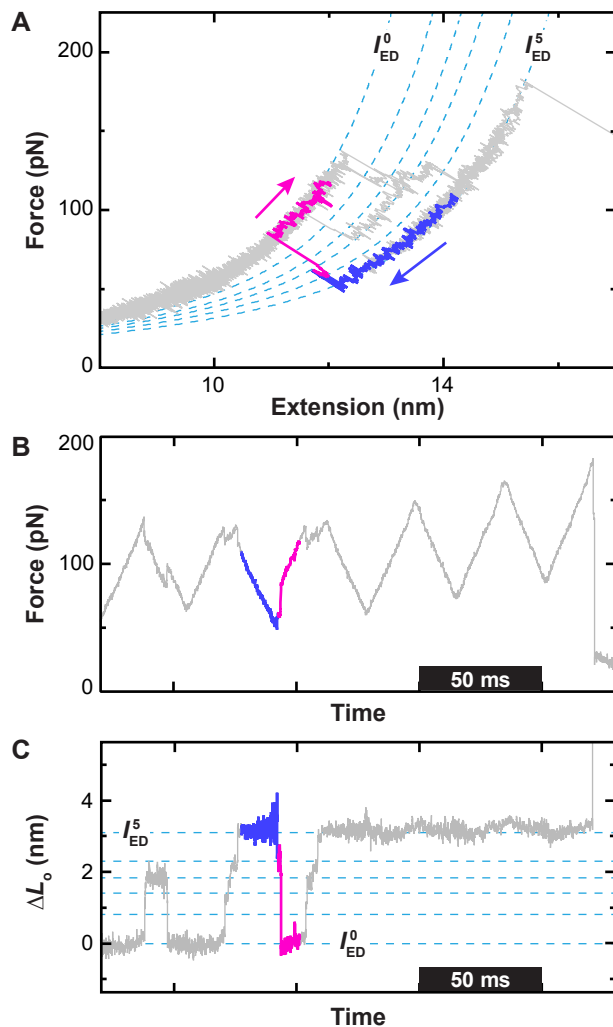 A
I⁰ED
I⁵ED
200
100
0
Force (pN)
10
14
Extension (nm)
B
200
100
0
Force (pN)
50 ms
Time
C
4
2
0
ΔLo (nm)
I⁵ED
I⁰ED
50 ms
Time